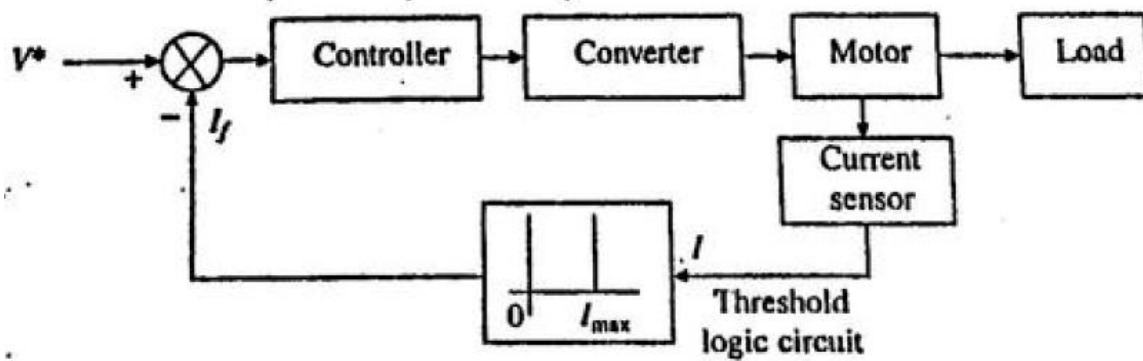 V* + Controller Converter Motor Load
− I_f
Current
sensor
I
0 I_max
Threshold
logic circuit